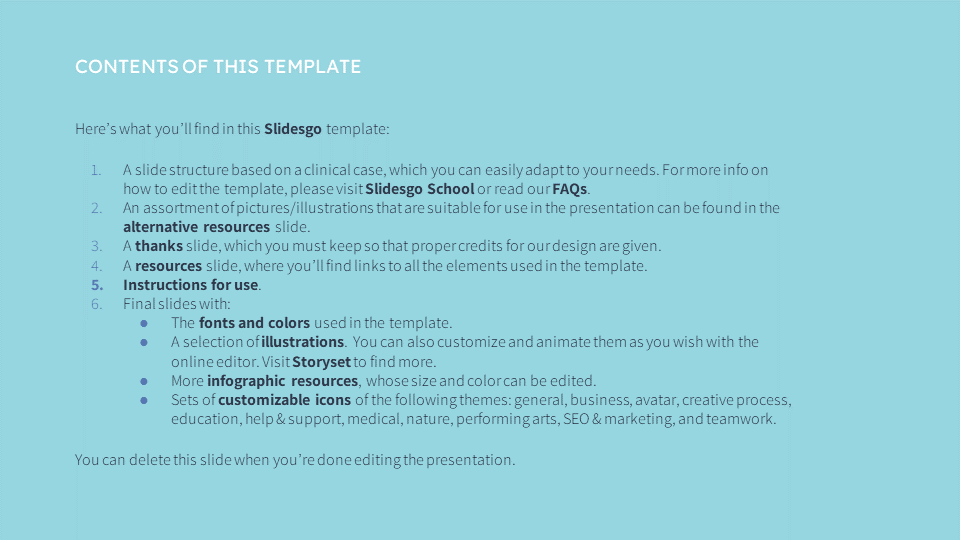 CONTENTS OF THIS TEMPLATE
Here's what you'll find in this Slidesgo template:
1. A slide structure based on a clinical case, which you can easily adapt to your needs. For more info on
how to edit the template, please visit Slidesgo School or read our FAQs.
2. An assortment of pictures/illustrations that are suitable for use in the presentation can be found in the
alternative resources slide.
3. A thanks slide, which you must keep so that proper credits for our design are given.
4. A resources slide, where you'll find links to all the elements used in the template.
5. Instructions for use.
6. Final slides with:
● The fonts and colors used in the template.
● A selection of illustrations. You can also customize and animate them as you wish with the
online editor. Visit Storyset to find more.
● More infographic resources, whose size and color can be edited.
● Sets of customizable icons of the following themes: general, business, avatar, creative process,
education, help & support, medical, nature, performing arts, SEO & marketing, and teamwork.
You can delete this slide when you're done editing the presentation.